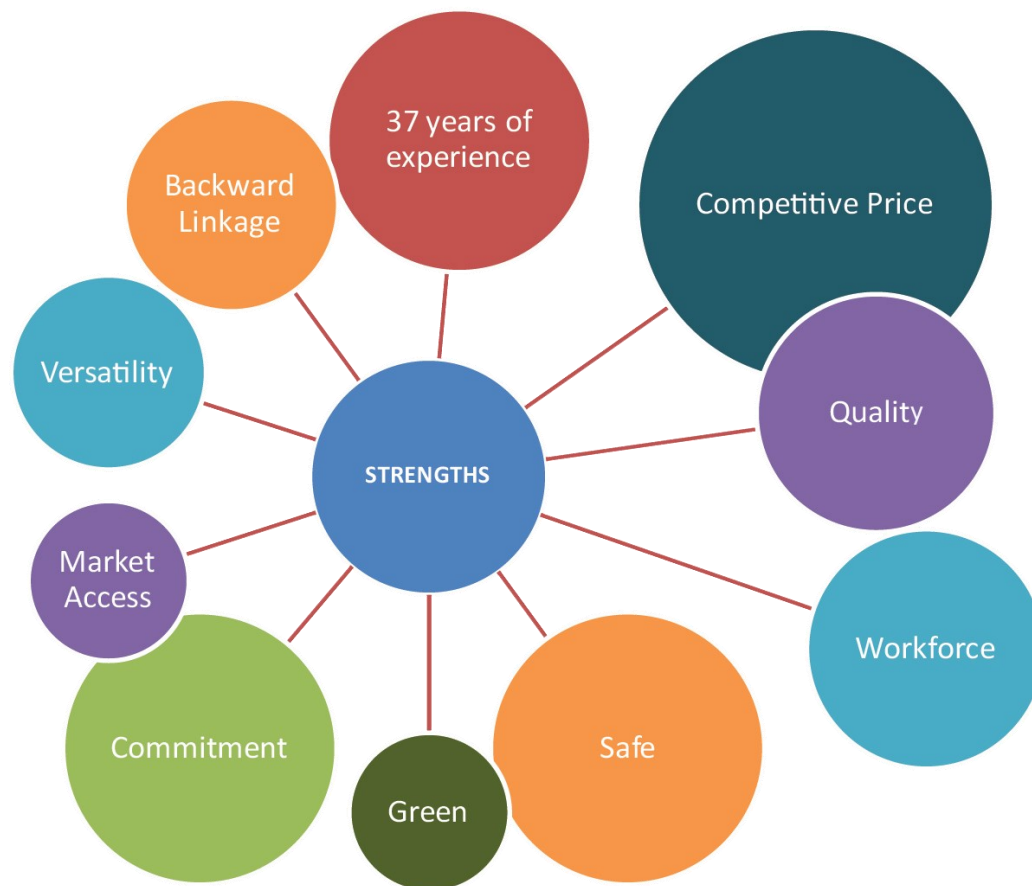 37 years of
experience
Competitive Price
Backward
Linkage
Versatility
Quality
STRENGTHS
Market
Access
Workforce
Commitment
Safe
Green